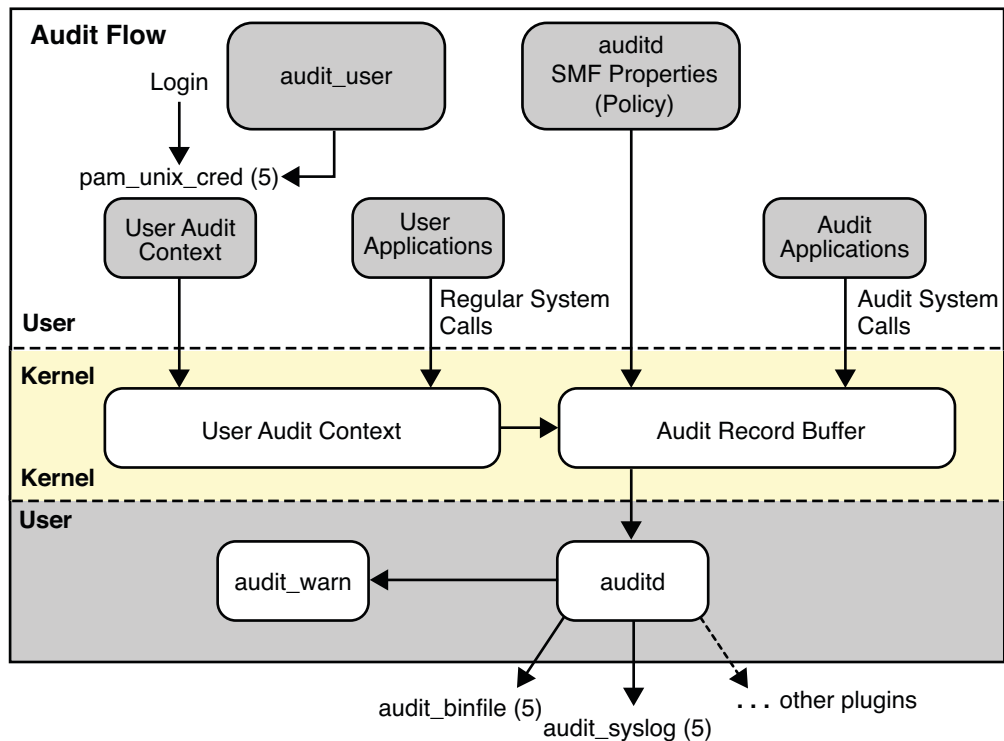 Audit Flow
Login
audit_user
auditd
SMF Properties
(Policy)
pam_unix_cred (5)
User Audit
Context
User
Applications
Audit
Applications
Regular System
Calls
Audit System
Calls
User
Kernel
User Audit Context
Audit Record Buffer
Kernel
User
audit_warn
auditd
audit_binfile (5)
audit_syslog (5)
... other plugins